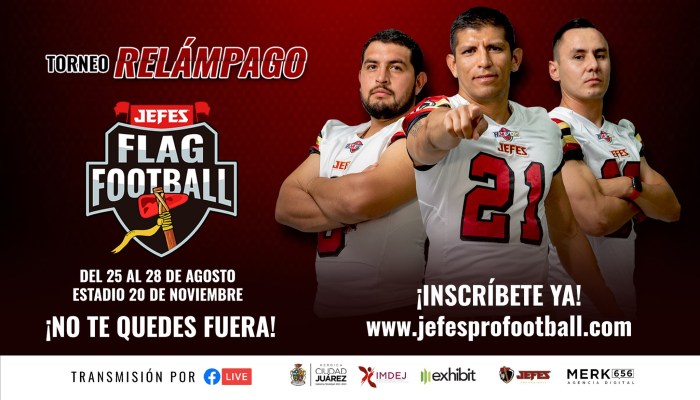 TORNEO RELÁMPAGO
JEFES
FLAG
FOOTBALL
DEL 25 AL 28 DE AGOSTO
ESTADIO 20 DE NOVIEMBRE
¡NO TE QUEDES FUERA!
JEFES
21
¡INSCRÍBETE YA!
www.jefesprofootball.com
TRANSMISIÓN POR LIVE
HEROICA
CIUDAD
JUÁREZ
IMDEJ
exhibit
JEFES
MERK 656
AGENCIA DIGITAL